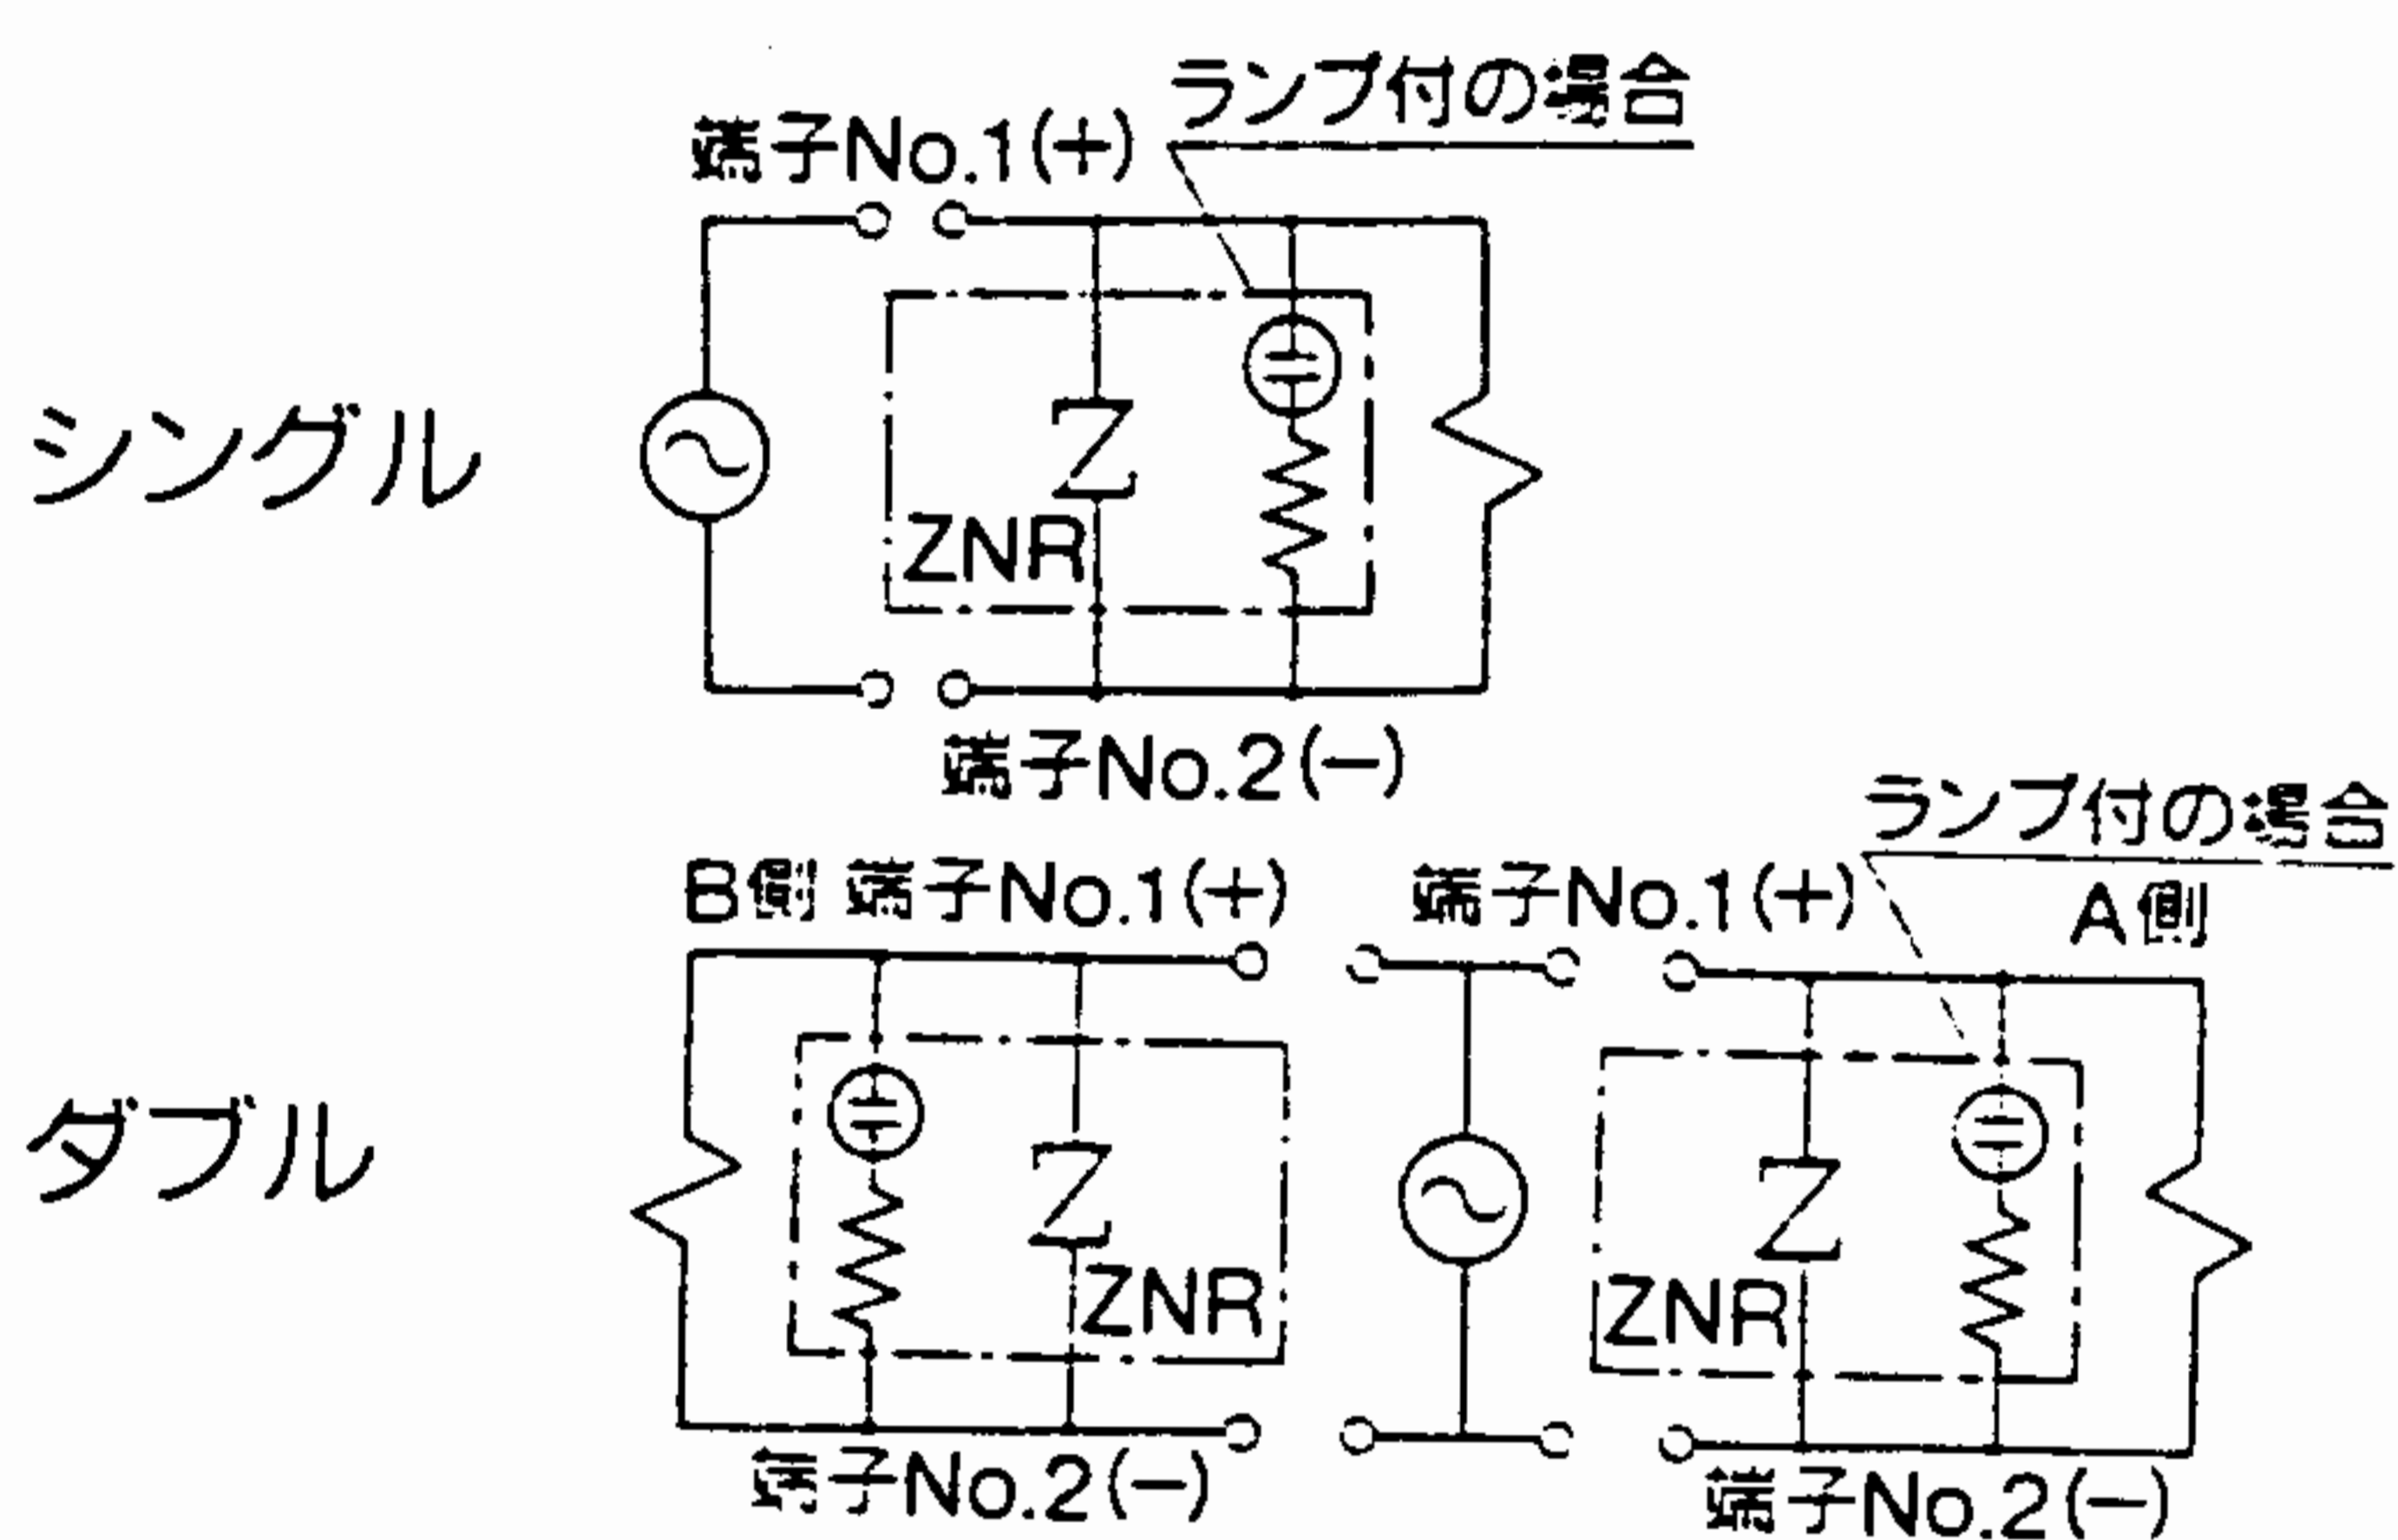 ランプ付の場合
端子No.1(+)
シングル
ZNR
端子No.2(−)
ランプ付の場合
B側 端子No.1(+)
端子No.1(+)
A側
ダブル
ZNR
ZNR
端子No.2(−)
端子No.2(−)